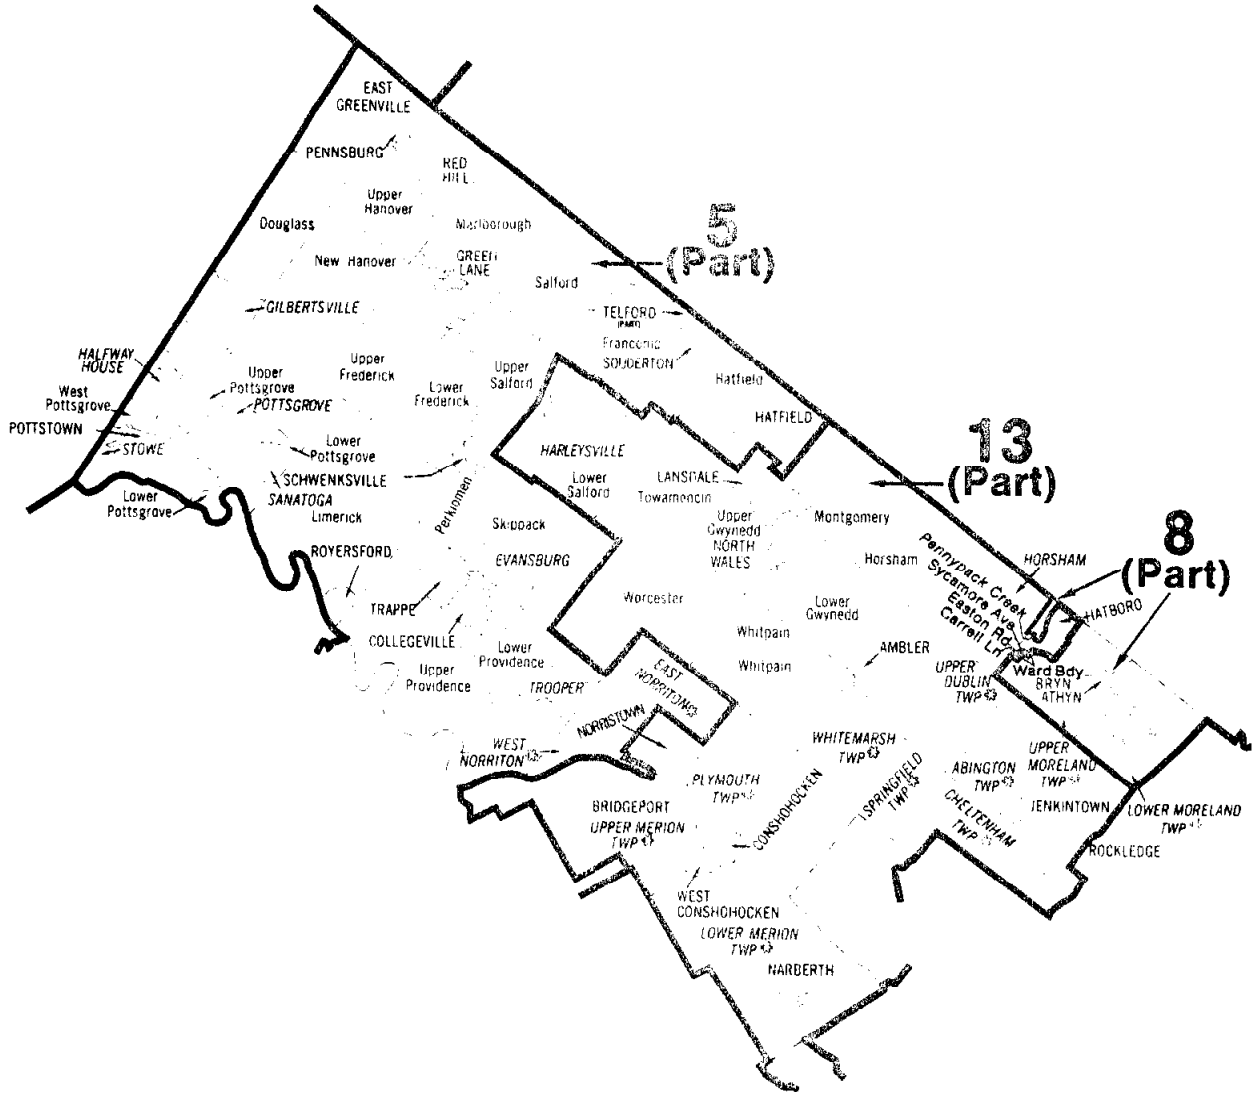 EAST
GREENVILLE
PENNSBURG
RED
HILL
Upper
Hanover
Douglass
Marlborough
5
(Part)
New Hanover
GREEN
LANE
Salford
GILBERTSVILLE
TELFORD
(PART)
Franconia
SOUDERTON
HALFWAY
HOUSE
Upper
Frederick
Upper
Salford
Hatfield
West
Pottsgrove
Upper
Pottsgrove
POTTSGROVE
Lower
Frederick
HATFIELD
POTTSTOWN
STOWE
Lower
Pottsgrove
HARLEYSVILLE
13
(Part)
SCHWENKSVILLE
SANATOGA
Lower
Pottsgrove
Limerick
Perkiomen
Lower
Salford
LANSDALE
Towamencin
Skippack
Upper
Gwynedd
NORTH
WALES
Montgomery
8
(Part)
ROYERSFORD
EVANSBURG
Horsham
HORSHAM
Pennypack Creek
Sycamore Ave
Easton Rd
Carrell Ln
HATBORO
TRAPPE
Worcester
Lower
Gwynedd
COLLEGEVILLE
Whitpain
Lower
Providence
Whitpain
AMBLER
Ward Bdy
Upper
Providence
TROOPER
EAST
NORRITON
UPPER
DUBLIN
TWP
BRYN
ATHYN
NORRISTOWN
WEST
NORRITON
WHITEMARSH
TWP
UPPER
MORELAND
TWP
PLYMOUTH
TWP
CONSHOHOCKEN
SPRINGFIELD
TWP
ABINGTON
TWP
BRIDGEPORT
UPPER MERION
TWP
CHELTENHAM
TWP
JENKINTOWN
LOWER MORELAND
TWP
ROCKLEDGE
WEST
CONSHOHOCKEN
LOWER MERION
TWP
NARBERTH